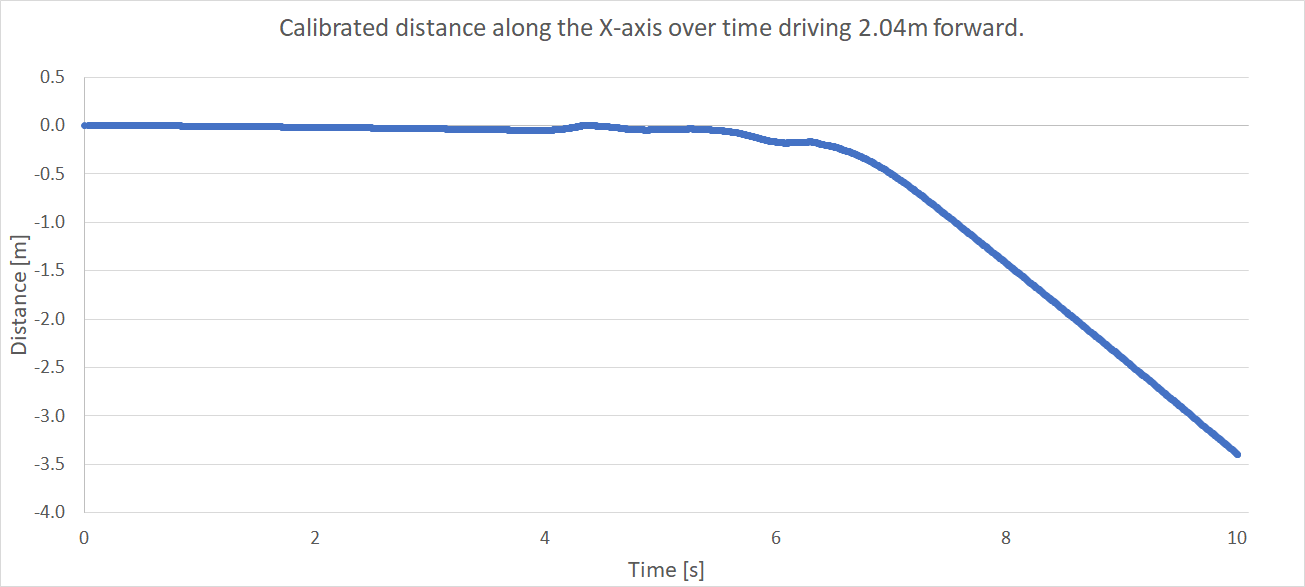 Calibrated distance along the X-axis over time driving 2.04m forward.
0.5
0.0
-0.5
-1.0
-1.5
-2.0
-2.5
-3.0
-3.5
-4.0
Distance [m]
0 2 4 6 8 10
Time [s]